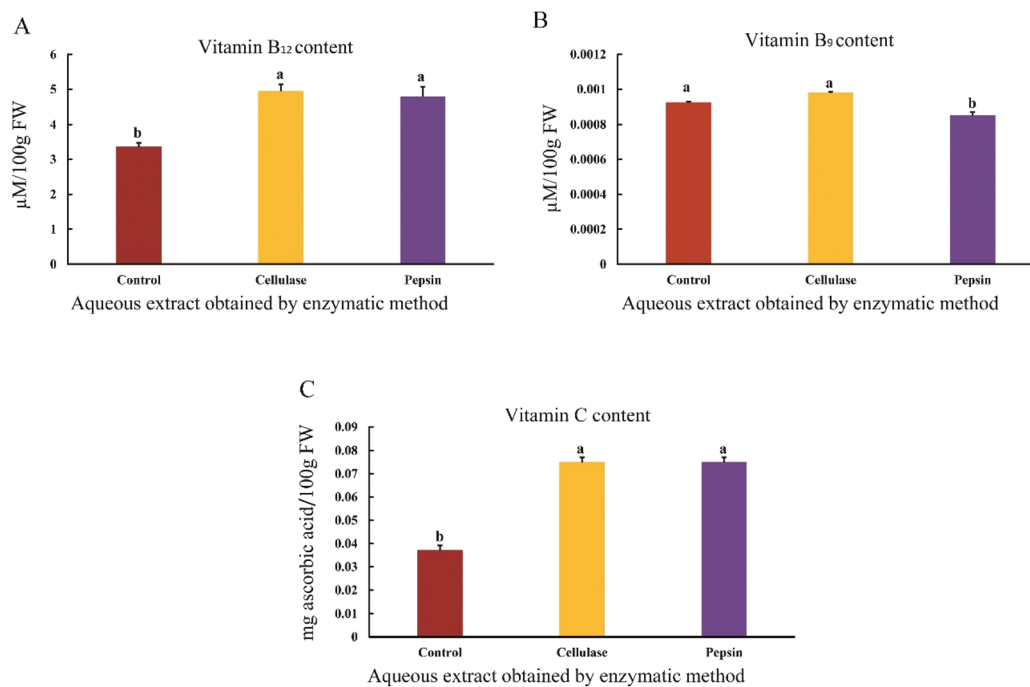 A
Vitamin B₁₂ content
µM/100g FW
6
5
4
3
2
1
0
b
a
a
Control
Cellulase
Pepsin
Aqueous extract obtained by enzymatic method
B
Vitamin B₉ content
µM/100g FW
0.0012
0.001
0.0008
0.0006
0.0004
0.0002
0
a
a
b
Control
Cellulase
Pepsin
Aqueous extract obtained by enzymatic method
C
Vitamin C content
mg ascorbic acid/100g FW
0.09
0.08
0.07
0.06
0.05
0.04
0.03
0.02
0.01
0
b
a
a
Control
Cellulase
Pepsin
Aqueous extract obtained by enzymatic method